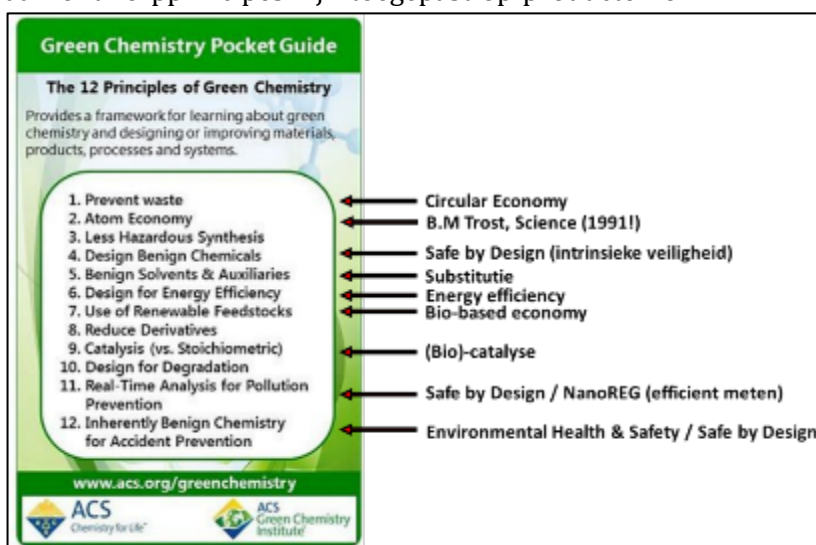 Green Chemistry Pocket Guide
The 12 Principles of Green Chemistry
Provides a framework for learning about green
chemistry and designing or improving materials,
products, processes and systems.
1. Prevent waste
2. Atom Economy
3. Less Hazardous Synthesis
4. Design Benign Chemicals
5. Benign Solvents & Auxiliaries
6. Design for Energy Efficiency
7. Use of Renewable Feedstocks
8. Reduce Derivatives
9. Catalysis (vs. Stoichiometric)
10. Design for Degradation
11. Real-Time Analysis for Pollution
Prevention
12. Inherently Benign Chemistry
for Accident Prevention
Circular Economy
B.M Trost, Science (1991!)
Safe by Design (intrinsieke veiligheid)
Substitutie
Energy efficiency
Bio-based economy
(Bio)-catalyse
Safe by Design / NanoREG (efficient meten)
Environmental Health & Safety / Safe by Design
www.acs.org/greenchemistry
ACS
Chemistry for Life
ACS
Green Chemistry
Institute